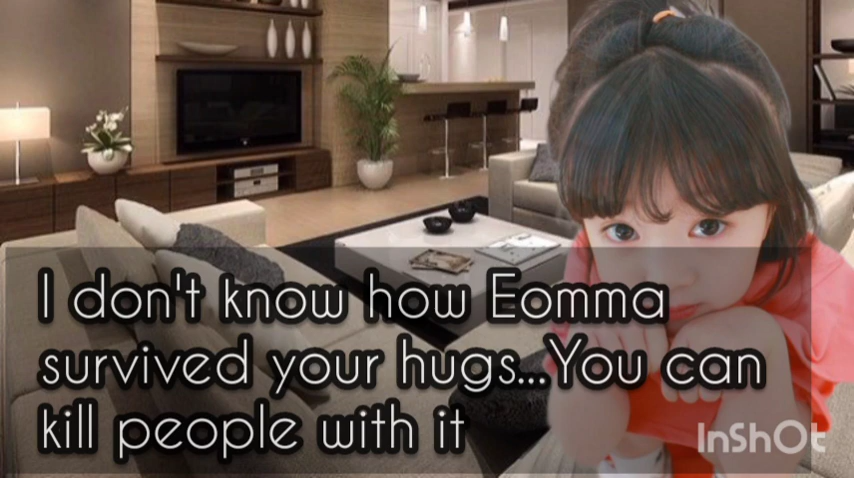 I don't know how Eomma
survived your hugs...You can
kill people with it
InShOt